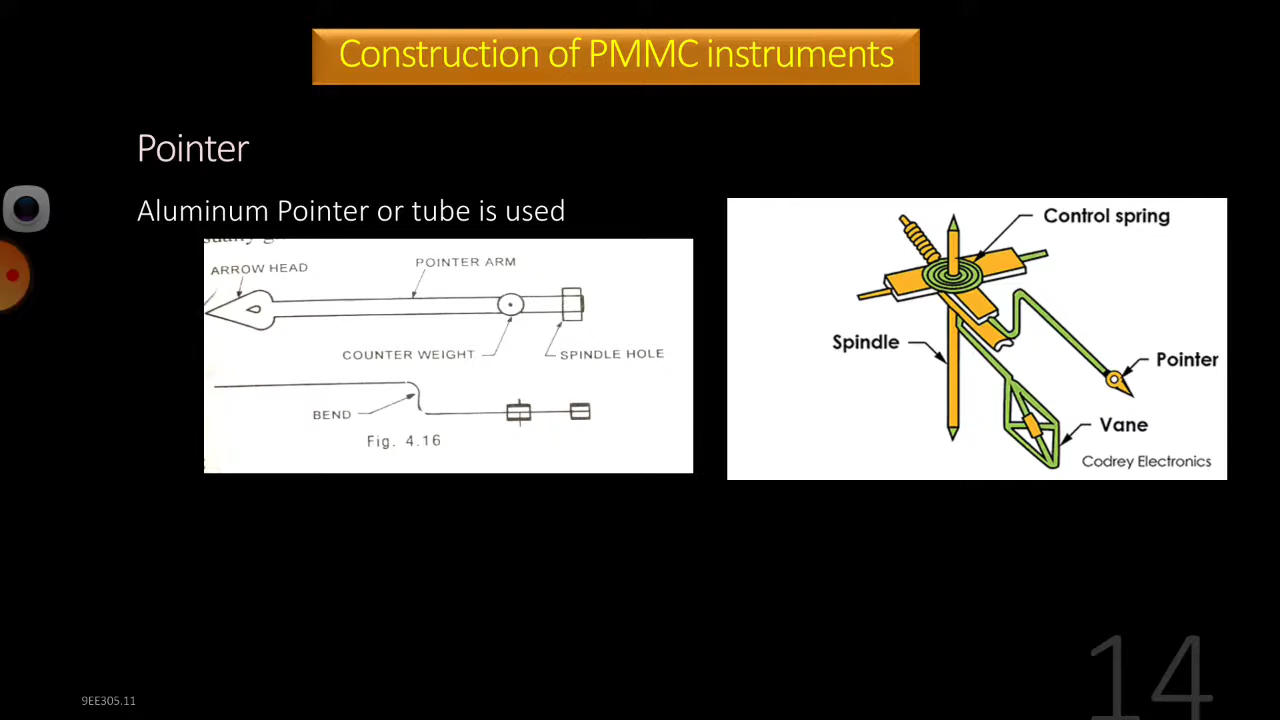 Construction of PMMC instruments
Pointer
Aluminum Pointer or tube is used
ARROW HEAD
POINTER ARM
COUNTER WEIGHT
SPINDLE HOLE
BEND
Fig. 4.16
Control spring
Spindle
Pointer
Vane
Codrey Electronics
14
9EE305.11